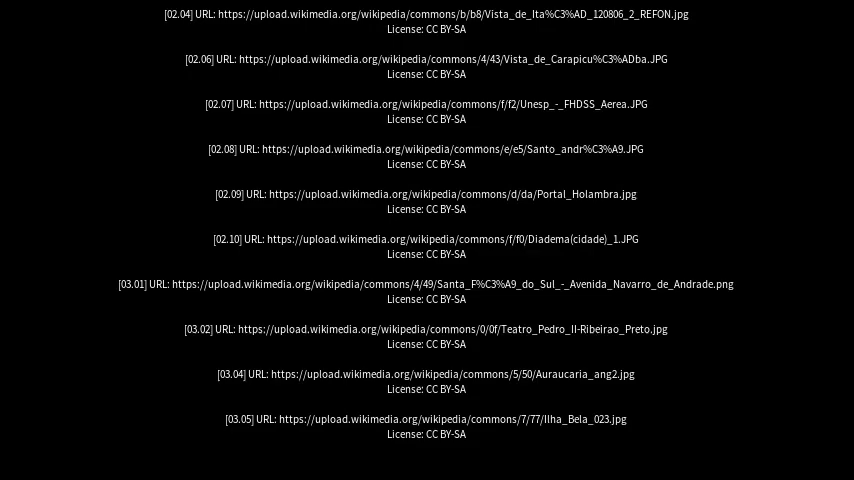 [02.04] URL: https://upload.wikimedia.org/wikipedia/commons/b/b8/Vista_de_Ita%C3%AD_120806_2_REFON.jpg
License: CC BY-SA
[02.06] URL: https://upload.wikimedia.org/wikipedia/commons/4/43/Vista_de_Carapicu%C3%ADba.JPG
License: CC BY-SA
[02.07] URL: https://upload.wikimedia.org/wikipedia/commons/f/f2/Unesp_-_FHDSS_Aerea.JPG
License: CC BY-SA
[02.08] URL: https://upload.wikimedia.org/wikipedia/commons/e/e5/Santo_andr%C3%A9.JPG
License: CC BY-SA
[02.09] URL: https://upload.wikimedia.org/wikipedia/commons/d/da/Portal_Holambra.jpg
License: CC BY-SA
[02.10] URL: https://upload.wikimedia.org/wikipedia/commons/f/f0/Diadema(cidade)_1.JPG
License: CC BY-SA
[03.01] URL: https://upload.wikimedia.org/wikipedia/commons/4/49/Santa_F%C3%A9_do_Sul_-_Avenida_Navarro_de_Andrade.png
License: CC BY-SA
[03.02] URL: https://upload.wikimedia.org/wikipedia/commons/0/0f/Teatro_Pedro_II-Ribeirao_Preto.jpg
License: CC BY-SA
[03.04] URL: https://upload.wikimedia.org/wikipedia/commons/5/50/Auraucaria_ang2.jpg
License: CC BY-SA
[03.05] URL: https://upload.wikimedia.org/wikipedia/commons/7/77/Ilha_Bela_023.jpg
License: CC BY-SA